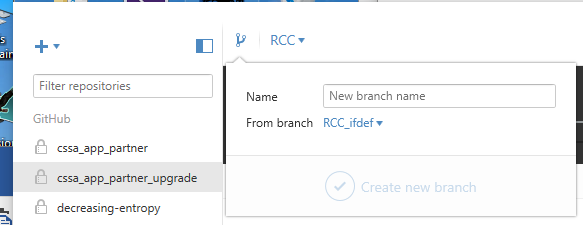 RCC
Filter repositories
Name
New branch name
From branch
RCC_ifdef
GitHub
cssa_app_partner
cssa_app_partner_upgrade
Create new branch
decreasing-entropy